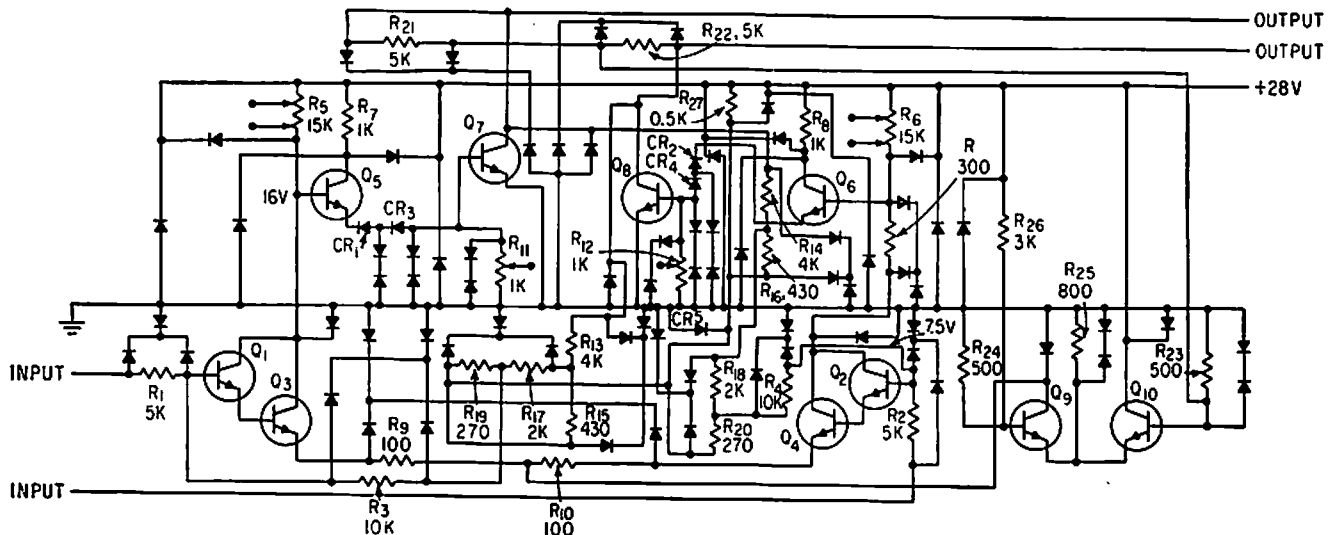 OUTPUT
R21
5K
R22, 5K
OUTPUT
+28V
R5
15K
R7
1K
Q7
R27
0.5K
R8
1K
R6
15K
R
300
Q5
16V
CR1
CR3
Q8
CR2
CR4
Q6
R26
3K
R11
1K
R12
1K
R14
4K
R16, 430
R25
800
CR5
7.5V
INPUT
R1
5K
Q1
Q3
R13
4K
R19
270
R17
2K
R15
430
R18
2K
R4
10K
R20
270
Q2
Q4
R2
5K
R24
500
R23
500
Q9
Q10
R9
100
INPUT
R3
10K
R10
100